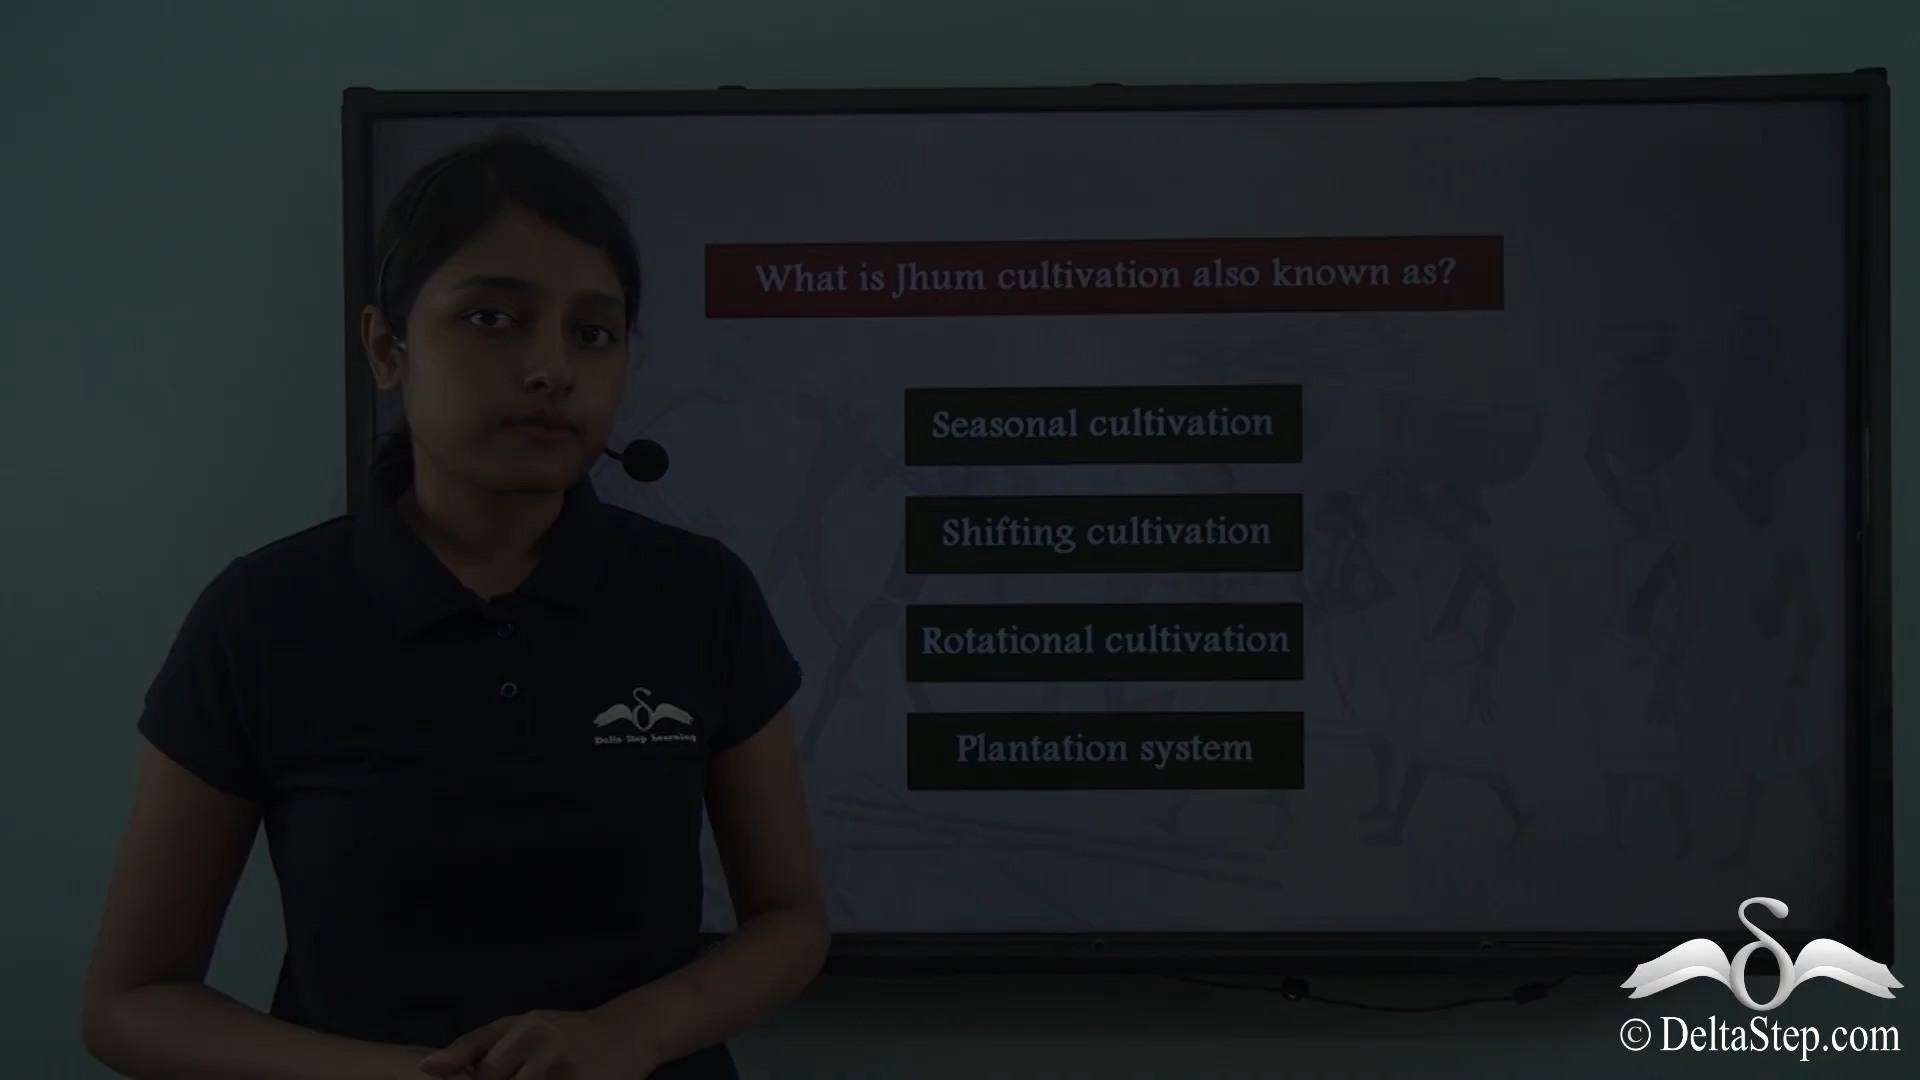 What is Jhum cultivation also known as?
Seasonal cultivation
Shifting cultivation
Rotational cultivation
Plantation system
Delta Step Learning
© DeltaStep.com